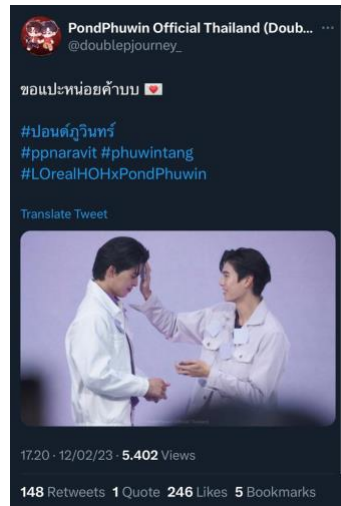 PondPhuwin Official Thailand (Doub... ...
@doublepjourney_
ขอแปะหน่อยค้าบบ 💌
#ปอนด์ภูวินทร์
#ppnaravit #phuwintang
#LOrealHOHxPondPhuwin
Translate Tweet
17.20 · 12/02/23 · 5.402 Views
148 Retweets 1 Quote 246 Likes 5 Bookmarks